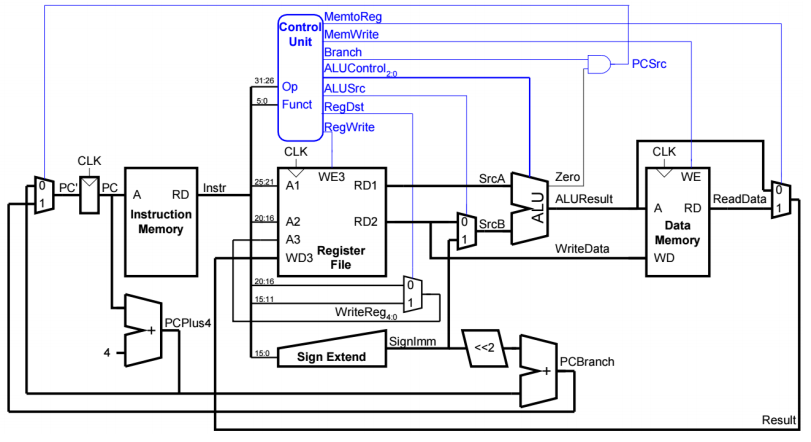 MemtoReg
Control
Unit
MemWrite
Branch
ALUControl2:0
PCSrc
31:26
Op
ALUSrc
5:0
Funct
RegDst
RegWrite
CLK
CLK
CLK
0
1
PC'
PC
A
RD
Instruction
Memory
Instr
25:21
A1
WE3
RD1
SrcA
Zero
ALU
ALUResult
WE
A
RD
ReadData
0
1
20:16
A2
RD2
0
1
SrcB
A3
Register
File
WD3
Data
Memory
WriteData
WD
20:16
0
15:11
1
WriteReg4:0
PCPlus4
+
4
SignImm
15:0
Sign Extend
<<2
+
PCBranch
Result